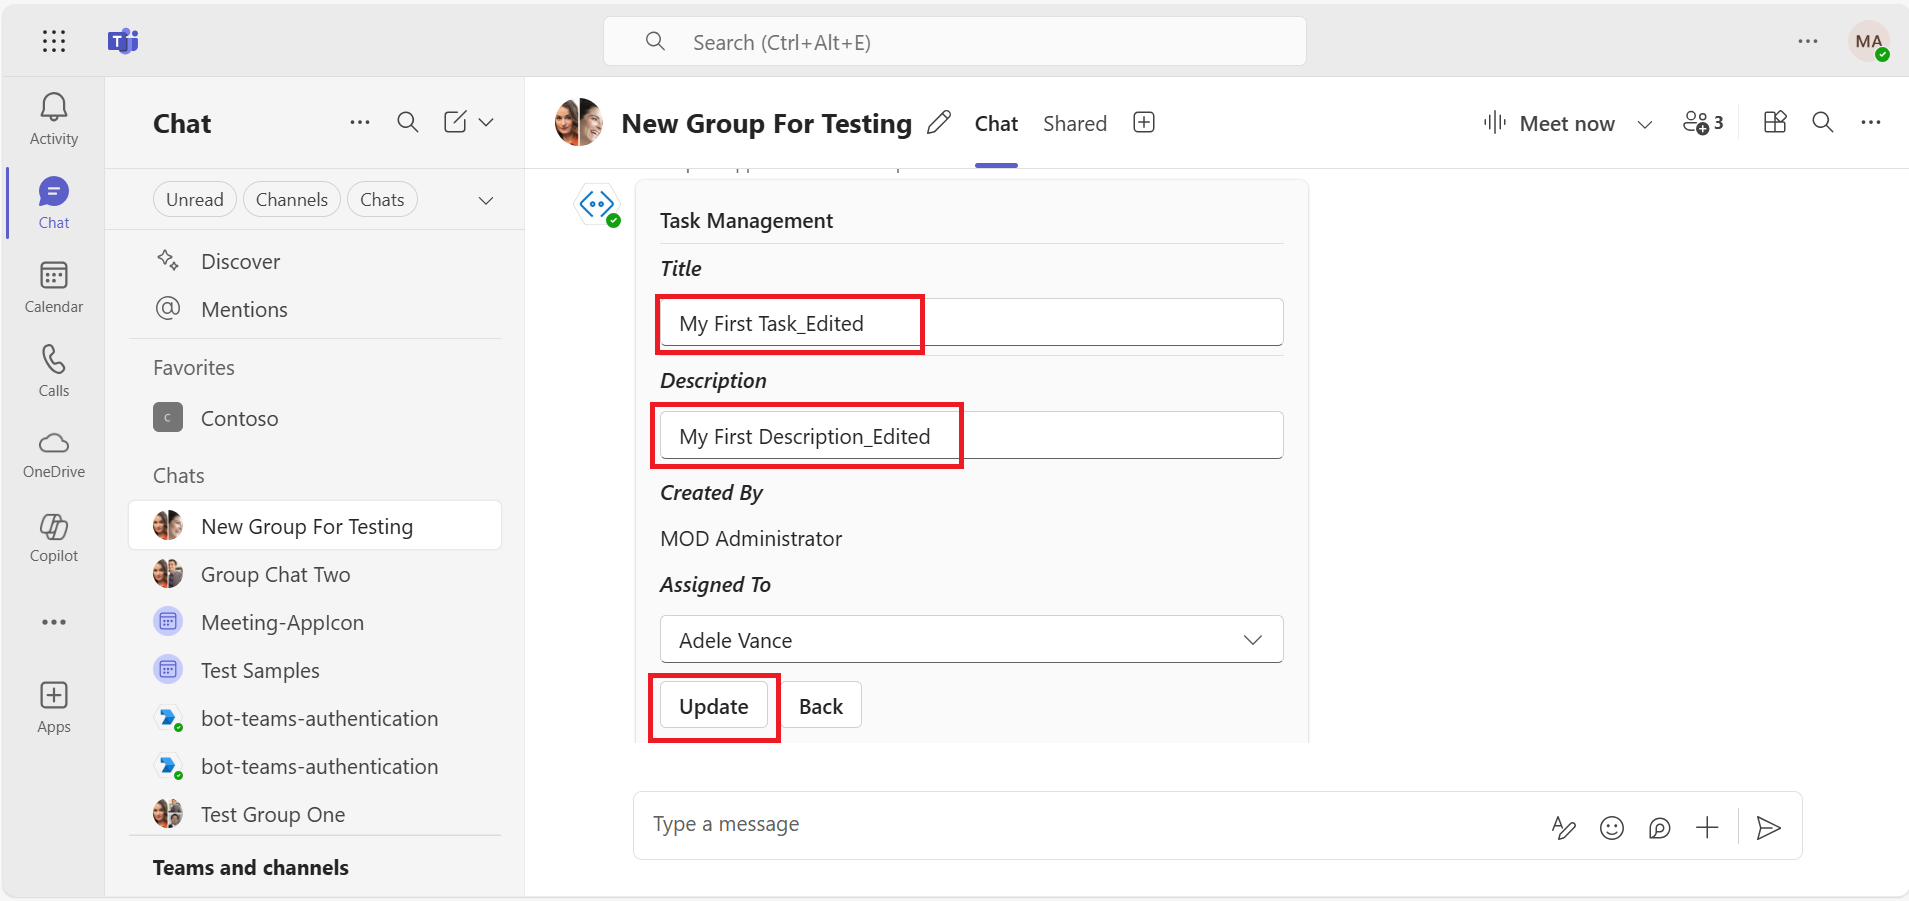 Search (Ctrl+Alt+E)
MA
Activity
Chat
Calendar
Calls
OneDrive
Copilot
Apps
Chat
Unread
Channels
Chats
Discover
Mentions
Favorites
C
Contoso
Chats
New Group For Testing
Group Chat Two
Meeting-AppIcon
Test Samples
bot-teams-authentication
bot-teams-authentication
Test Group One
Teams and channels
New Group For Testing
Chat
Shared
Meet now
3
Task Management
Title
My First Task_Edited
Description
My First Description_Edited
Created By
MOD Administrator
Assigned To
Adele Vance
Update
Back
Type a message